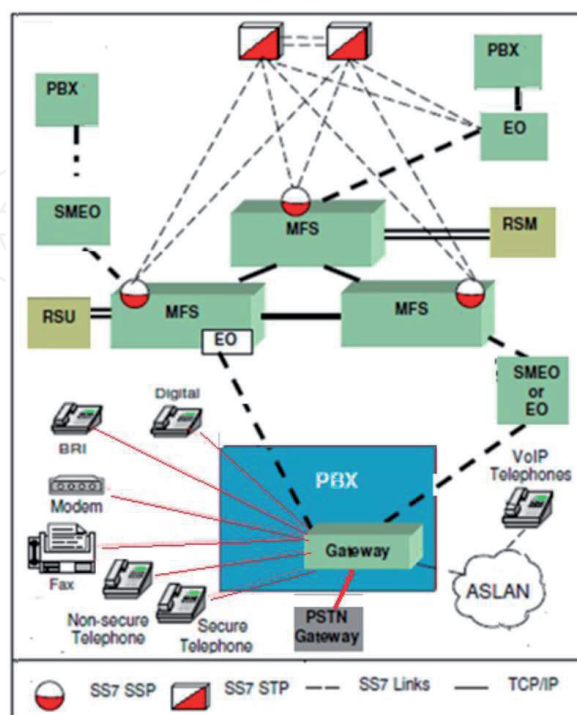 PBX
PBX
EO
SMEO
MFS
RSM
RSU
MFS
MFS
EO
SMEO
or
EO
Digital
BRI
VoIP
Telephones
PBX
Modem
Gateway
Fax
ASLAN
Non-secure
Telephone
Secure
Telephone
PSTN
Gateway
SS7 SSP
SS7 STP
SS7 Links
TCP/IP